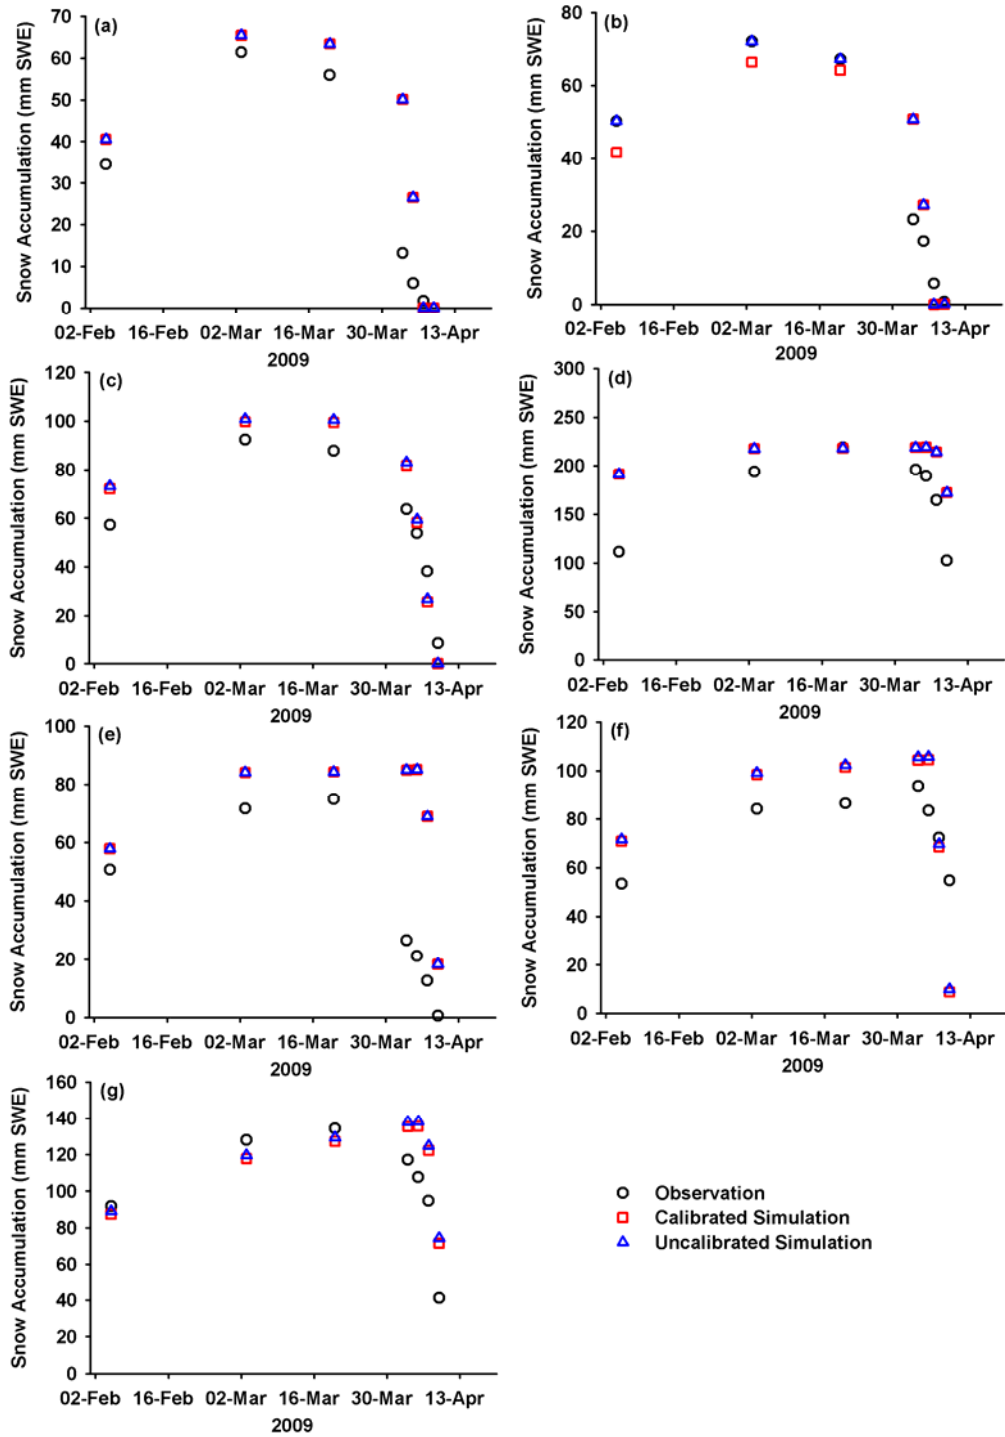 (a)
Snow Accumulation (mm SWE)
70
60
50
40
30
20
10
0
02-Feb 16-Feb 02-Mar 16-Mar 30-Mar 13-Apr
2009
(b)
Snow Accumulation (mm SWE)
80
60
40
20
0
02-Feb 16-Feb 02-Mar 16-Mar 30-Mar 13-Apr
2009
(c)
Snow Accumulation (mm SWE)
120
100
80
60
40
20
0
02-Feb 16-Feb 02-Mar 16-Mar 30-Mar 13-Apr
2009
(d)
Snow Accumulation (mm SWE)
300
250
200
150
100
50
0
02-Feb 16-Feb 02-Mar 16-Mar 30-Mar 13-Apr
2009
(e)
Snow Accumulation (mm SWE)
100
80
60
40
20
0
02-Feb 16-Feb 02-Mar 16-Mar 30-Mar 13-Apr
2009
(f)
Snow Accumulation (mm SWE)
120
100
80
60
40
20
0
02-Feb 16-Feb 02-Mar 16-Mar 30-Mar 13-Apr
2009
(g)
Snow Accumulation (mm SWE)
160
140
120
100
80
60
40
20
0
02-Feb 16-Feb 02-Mar 16-Mar 30-Mar 13-Apr
2009
Observation
Calibrated Simulation
Uncalibrated Simulation